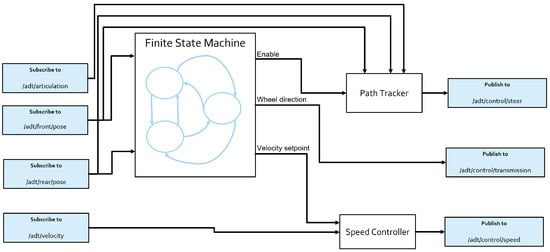 Finite State Machine
Enable
Wheel direction
Velocity setpoint
Subscribe to
/adt/articulation
Subscribe to
/adt/front/pose
Subscribe to
/adt/rear/pose
Subscribe to
/adt/velocity
Path Tracker
Speed Controller
Publish to
/adt/control/steer
Publish to
/adt/control/transmission
Publish to
/adt/control/speed